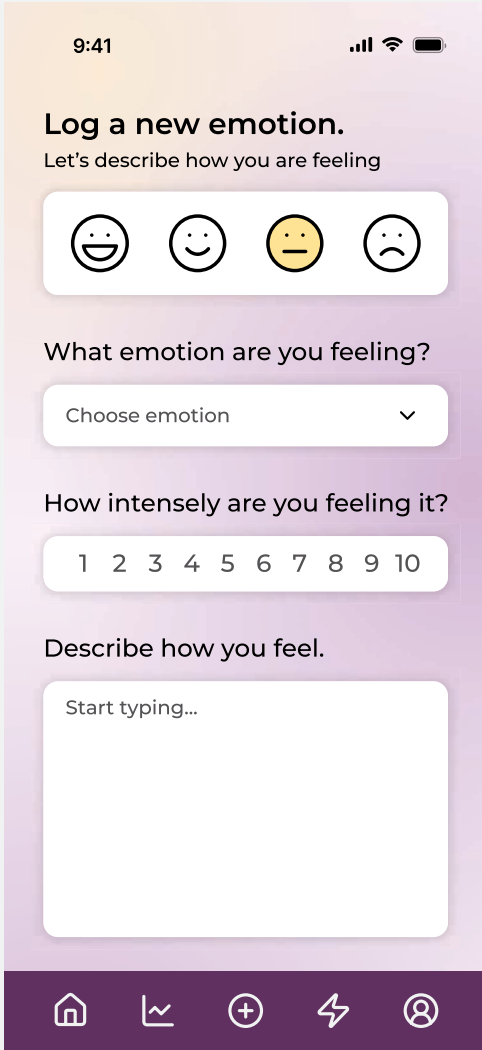 9:41
Log a new emotion.
Let’s describe how you are feeling
What emotion are you feeling?
Choose emotion
How intensely are you feeling it?
1 2 3 4 5 6 7 8 9 10
Describe how you feel.
Start typing...